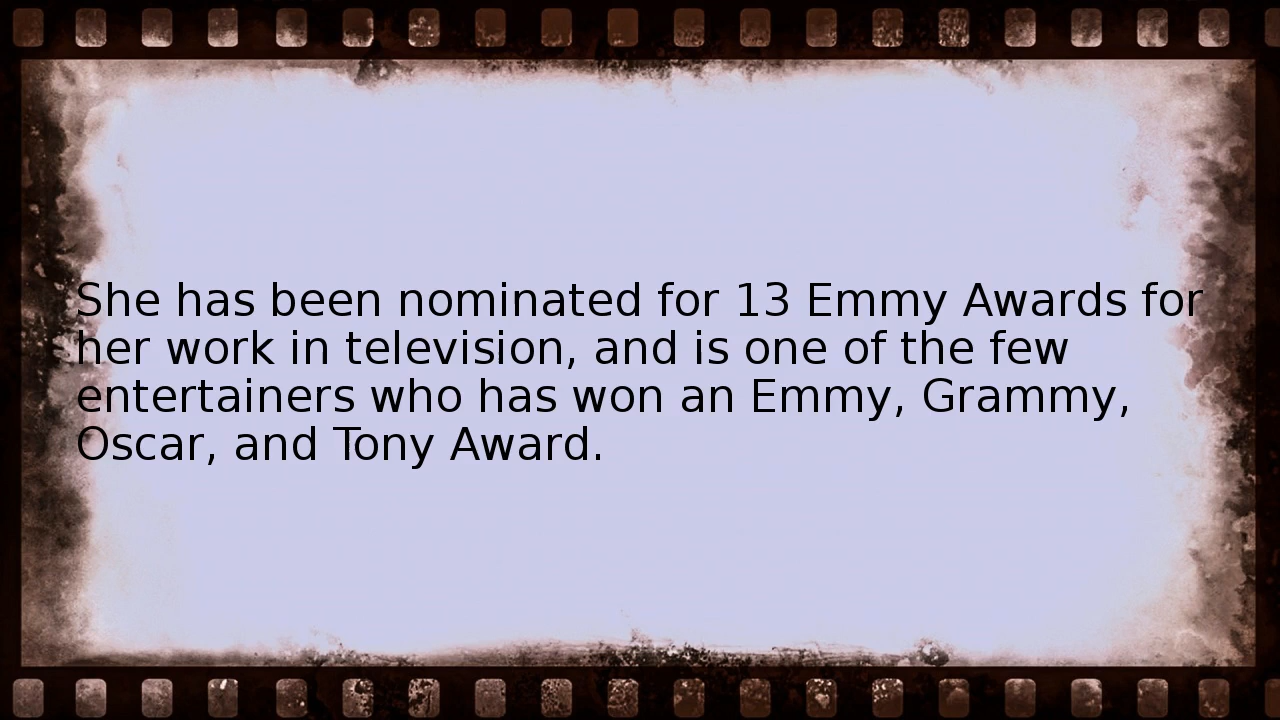 She has been nominated for 13 Emmy Awards for
her work in television, and is one of the few
entertainers who has won an Emmy, Grammy,
Oscar, and Tony Award.